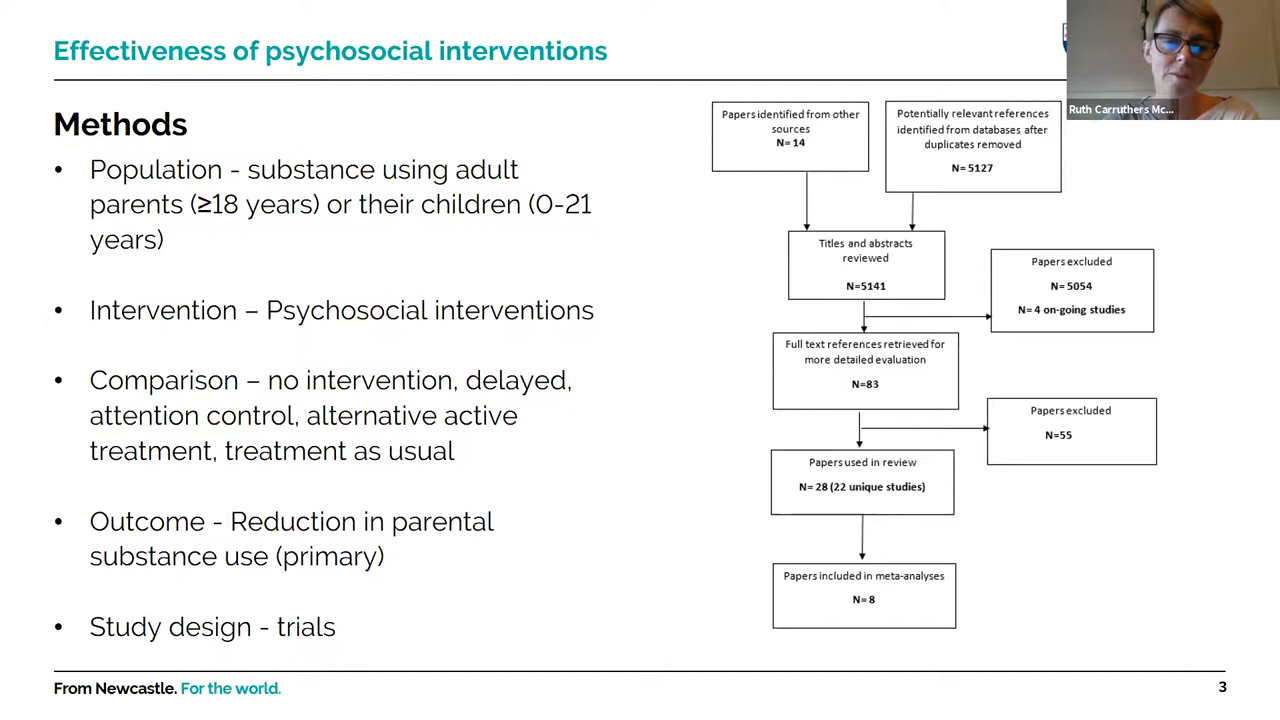 Effectiveness of psychosocial interventions
Ruth Carruthers Mc...
Methods
• Population - substance using adult
parents (≥18 years) or their children (0-21
years)
• Intervention – Psychosocial interventions
• Comparison – no intervention, delayed,
attention control, alternative active
treatment, treatment as usual
• Outcome - Reduction in parental
substance use (primary)
• Study design - trials
Papers identified from other
sources
N= 14
Potentially relevant references
identified from databases after
duplicates removed
N= 5127
Titles and abstracts
reviewed
N=5141
Papers excluded
N= 5054
N= 4 on-going studies
Full text references retrieved for
more detailed evaluation
N=83
Papers excluded
N=55
Papers used in review
N= 28 (22 unique studies)
Papers included in meta-analyses
N= 8
From Newcastle. For the world.
3